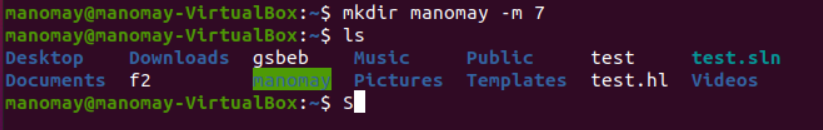 manomay@manomay-VirtualBox:~$ mkdir manomay -m 7
manomay@manomay-VirtualBox:~$ ls
Desktop    Downloads  gsbeb    Music     Public     test     test.sln
Documents  f2         manomay  Pictures  Templates  test.hl  Videos
manomay@manomay-VirtualBox:~$ S